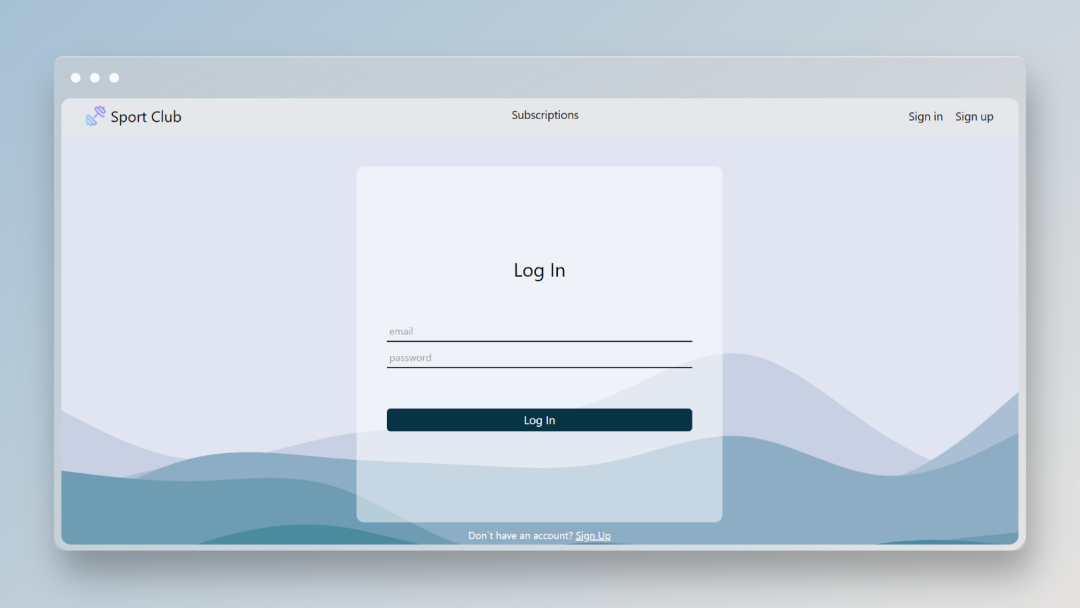 Sport Club
Subscriptions
Sign in
Sign up
Log In
email
password
Log In
Don`t have an account? Sign Up